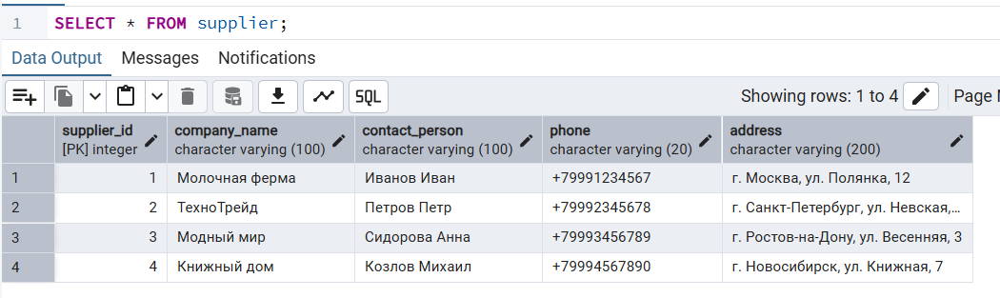 1 SELECT * FROM supplier;
Data Output Messages Notifications
SQL Showing rows: 1 to 4 Page
supplier_id company_name contact_person phone address
[PK] integer character varying (100) character varying (100) character varying (20) character varying (200)
1 1 Молочная ферма Иванов Иван +79991234567 г. Москва, ул. Полянка, 12
2 2 ТехноТрейд Петров Петр +79992345678 г. Санкт-Петербург, ул. Невская,...
3 3 Модный мир Сидорова Анна +79993456789 г. Ростов-на-Дону, ул. Весенняя, 3
4 4 Книжный дом Козлов Михаил +79994567890 г. Новосибирск, ул. Книжная, 7